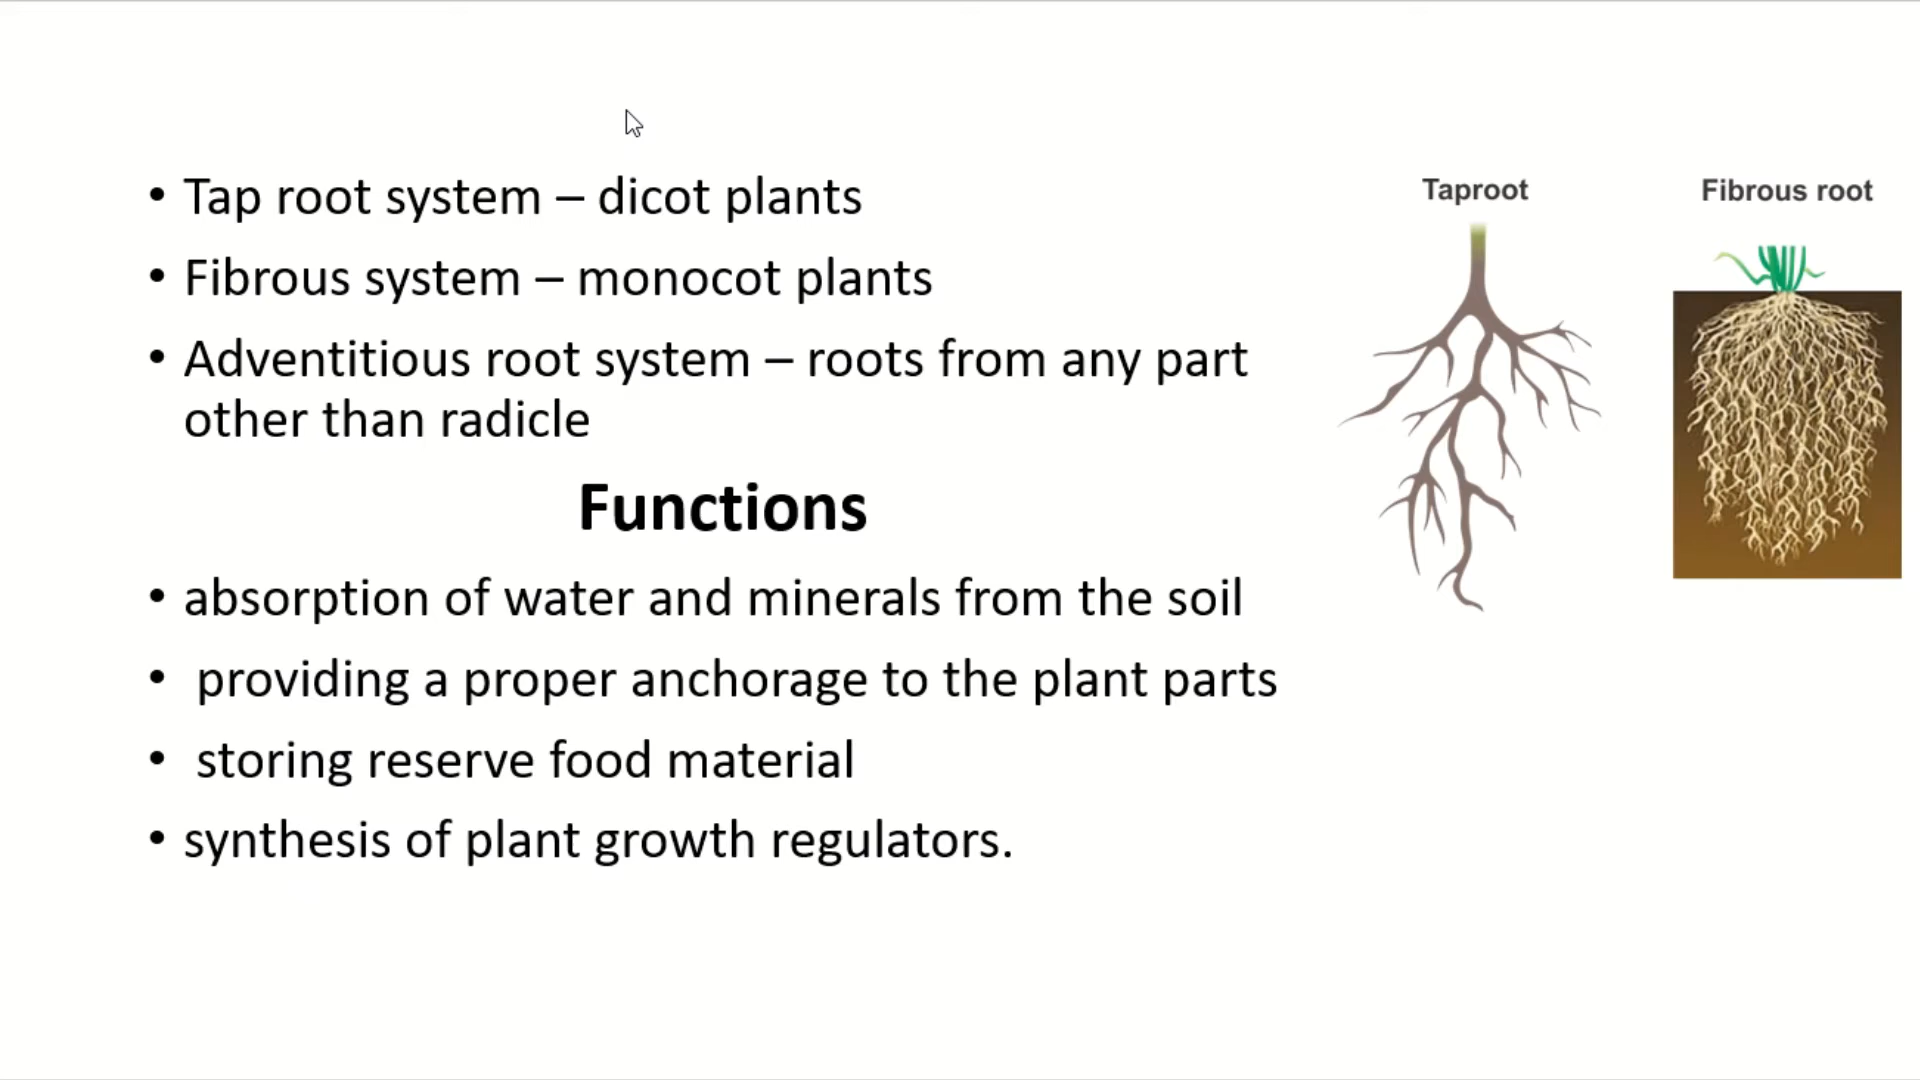 • Tap root system – dicot plants
• Fibrous system – monocot plants
• Adventitious root system – roots from any part
other than radicle
Functions
• absorption of water and minerals from the soil
• providing a proper anchorage to the plant parts
• storing reserve food material
• synthesis of plant growth regulators.
Taproot
Fibrous root